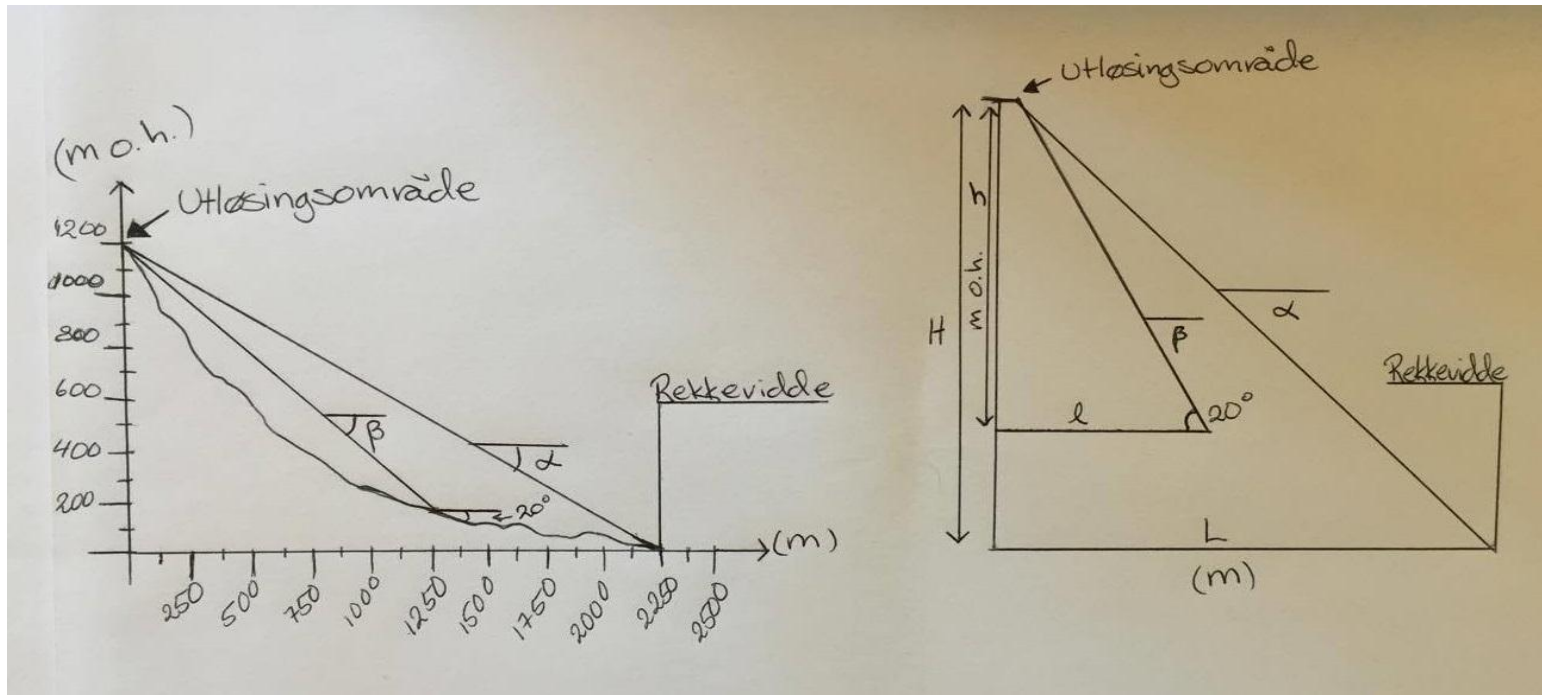 (m o.h.)
Utløsingsområde
1200
1000
800
600
400
200
β
α
20°
Rekkevidde
(m)
250
500
750
1000
1250
1500
1750
2000
2250
2500
Utløsingsområde
H
h
m o.h.
β
α
l
20°
Rekkevidde
L
(m)